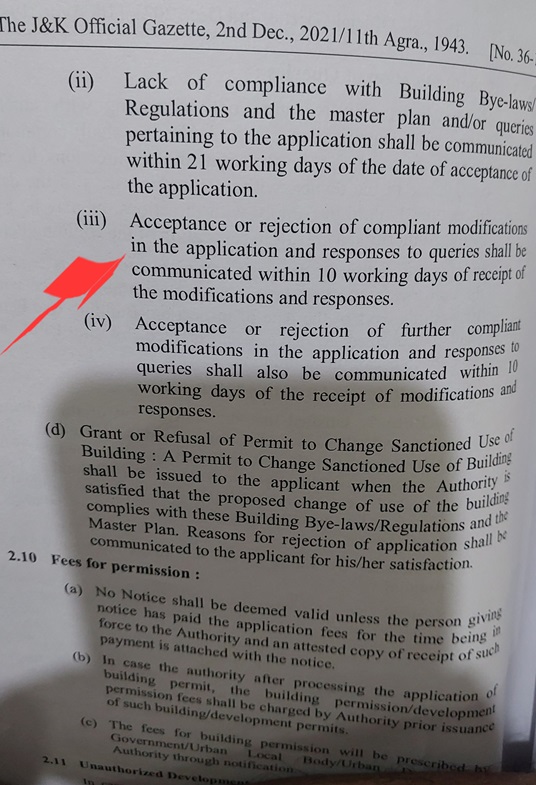 The J&K Official Gazette, 2nd Dec., 2021/11th Agra., 1943. [No. 36-
(ii) Lack of compliance with Building Bye-laws/
Regulations and the master plan and/or queries
pertaining to the application shall be communicated
within 21 working days of the date of acceptance of
the application.
(iii) Acceptance or rejection of compliant modifications
in the application and responses to queries shall be
communicated within 10 working days of receipt of
the modifications and responses.
(iv) Acceptance or rejection of further compliant
modifications in the application and responses to
queries shall also be communicated within 10
working days of the receipt of modifications and
responses.
(d) Grant or Refusal of Permit to Change Sanctioned Use of
Building : A Permit to Change Sanctioned Use of Building
shall be issued to the applicant when the Authority is
satisfied that the proposed change of use of the building
complies with these Building Bye-laws/Regulations and the
Master Plan. Reasons for rejection of application shall be
communicated to the applicant for his/her satisfaction.
2.10 Fees for permission :
(a) No Notice shall be deemed valid unless the person giving
notice has paid the application fees for the time being in
force to the Authority and an attested copy of receipt of such
payment is attached with the notice.
(b) In case the authority after processing the application of
building permit, the building permission/development
permission fees shall be charged by Authority prior issuance
of such building/development permits.
(c) The fees for building permission will be prescribed by
Government/Urban Local Body/Urban
Authority through notification
2.11 Unauthorized